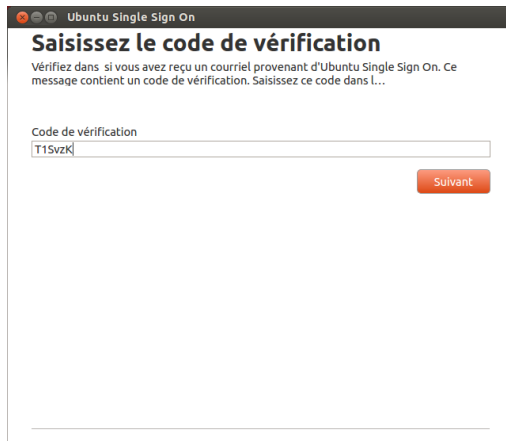 Ubuntu Single Sign On
Saisissez le code de vérification
Vérifiez dans  si vous avez reçu un courriel provenant d'Ubuntu Single Sign On. Ce
message contient un code de vérification. Saisissez ce code dans l…
Code de vérification
T1SvzK
Suivant